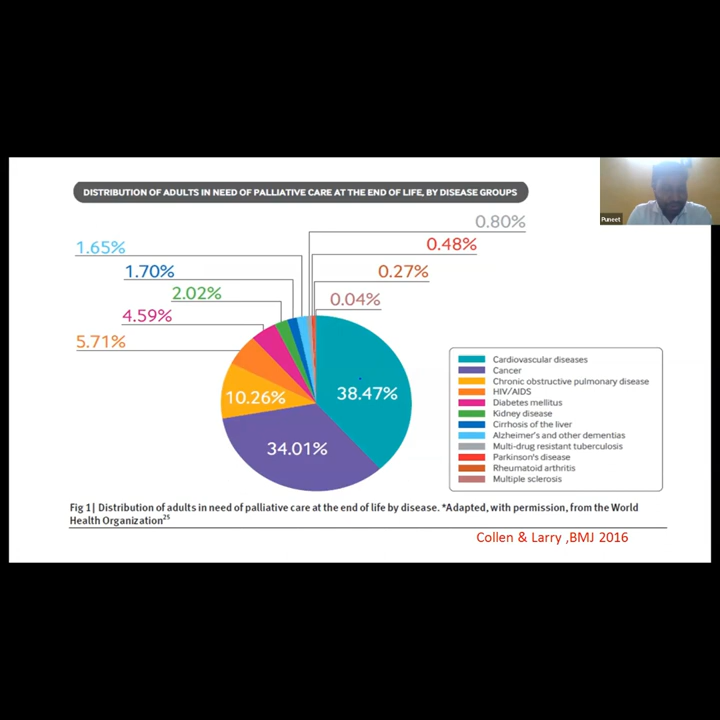 DISTRIBUTION OF ADULTS IN NEED OF PALLIATIVE CARE AT THE END OF LIFE, BY DISEASE GROUPS
Puneet
0.80%
1.65%
0.48%
1.70%
0.27%
2.02%
0.04%
4.59%
5.71%
10.26%
38.47%
34.01%
Cardiovascular diseases
Cancer
Chronic obstructive pulmonary disease
HIV/AIDS
Diabetes mellitus
Kidney disease
Cirrhosis of the liver
Alzheimer's and other dementias
Multi-drug resistant tuberculosis
Parkinson's disease
Rheumatoid arthritis
Multiple sclerosis
Fig 1| Distribution of adults in need of palliative care at the end of life by disease. *Adapted, with permission, from the World
Health Organization25
Collen & Larry ,BMJ 2016